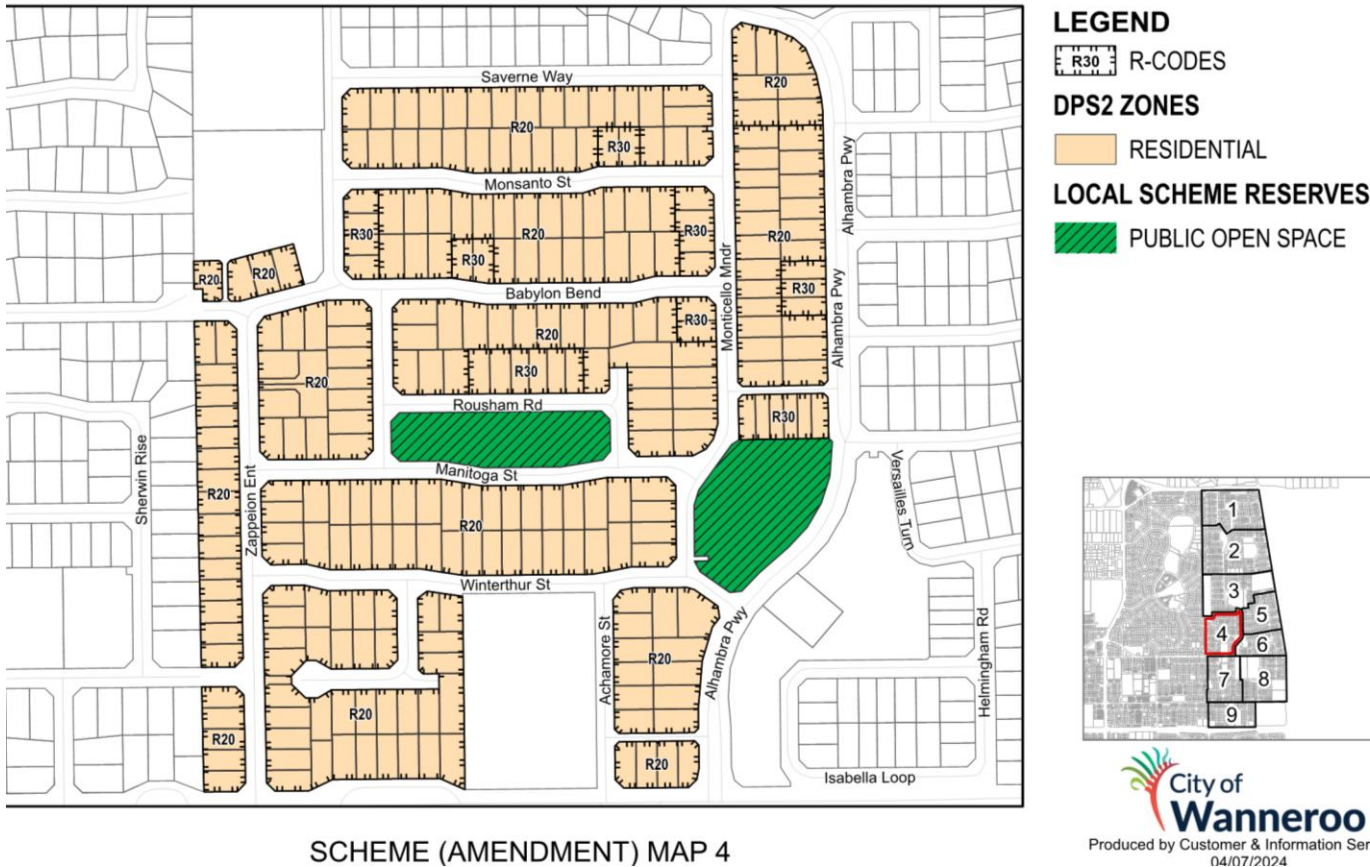 LEGEND
R30 R-CODES
DPS2 ZONES
RESIDENTIAL
LOCAL SCHEME RESERVES
PUBLIC OPEN SPACE
Saverne Way
R20
R20
R30
Monsanto St
Alhambra Pwy
R30
R20
R30
R20
R30
R20
R20
Monticello Mndr
R30
Babylon Bend
R20
R30
Alhambra Pwy
R20
R30
Rousham Rd
R30
Sherwin Rise
Manitoga St
Versailles Turn
R20
Zappeion Ent
R20
Winterthur St
Achamore St
R20
Alhambra Pwy
Helmingham Rd
R20
R20
R20
Isabella Loop
1
2
3
4
5
6
7
8
9
City of
Wanneroo
Produced by Customer & Information Ser
04/07/2024
SCHEME (AMENDMENT) MAP 4